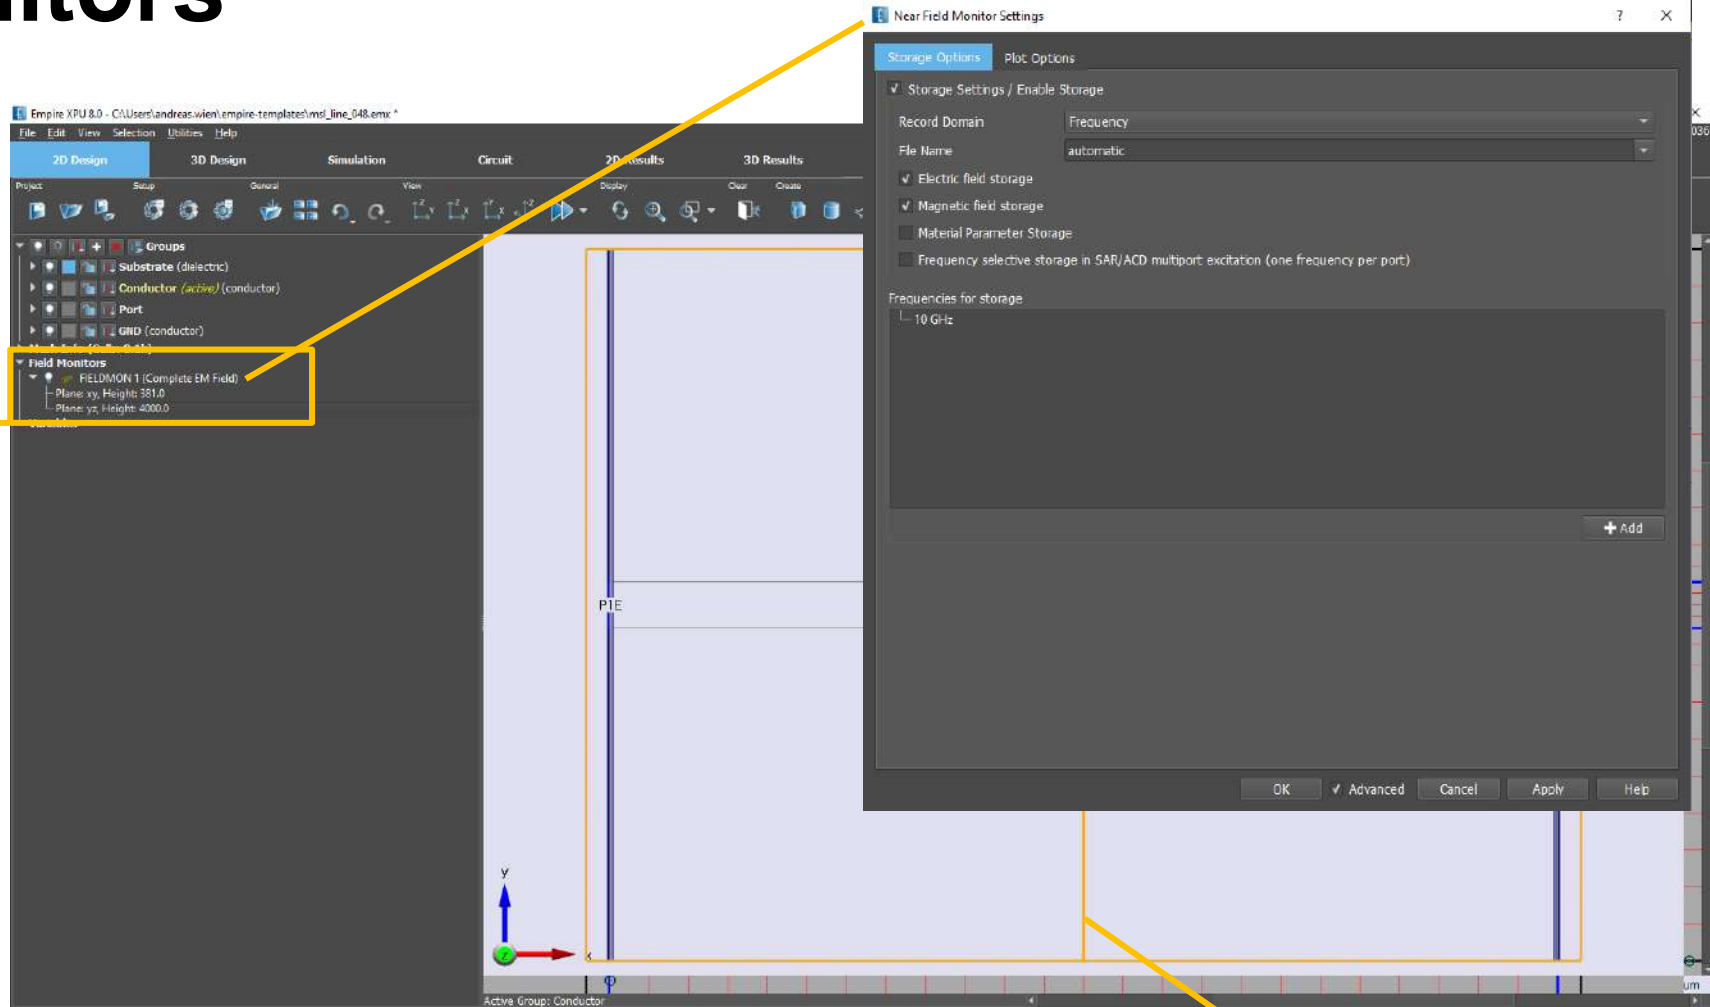 itors
Near Field Monitor Settings
? X
Storage Options Plot Options
Storage Settings / Enable Storage
Record Domain Frequency
File Name automatic
Electric field storage
Magnetic field storage
Material Parameter Storage
Frequency selective storage in SAR/ACD multiport excitation (one frequency per port)
Frequencies for storage
10 GHz
+ Add
OK Advanced Cancel Apply Help
Empire XPU 8.0 - C:\Users\andreas.wien\empire-templates\msl_line_048.emx *
File Edit View Selection Utilities Help
2D Design 3D Design Simulation Circuit 2D Results 3D Results
Project Setup General View Display Clear Create
Groups
Substrate (dielectric)
Conductor (active) (conductor)
Port
GND (conductor)
Field Monitors
FIELDMON 1 (Complete EM Field)
Plane: xy, Height: 381.0
Plane: yz, Height: 4000.0
P1E
y
z
x
um
Active Group: Conductor